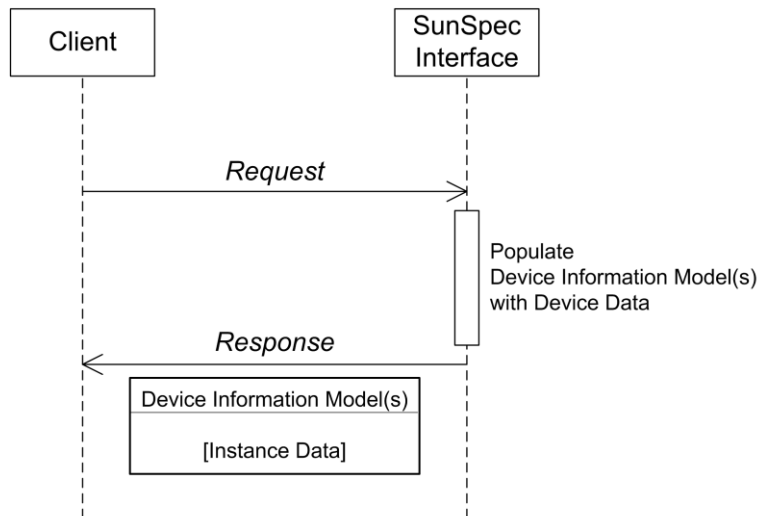 Client
SunSpec
Interface
Request
Populate
Device Information Model(s)
with Device Data
Response
Device Information Model(s)
[Instance Data]